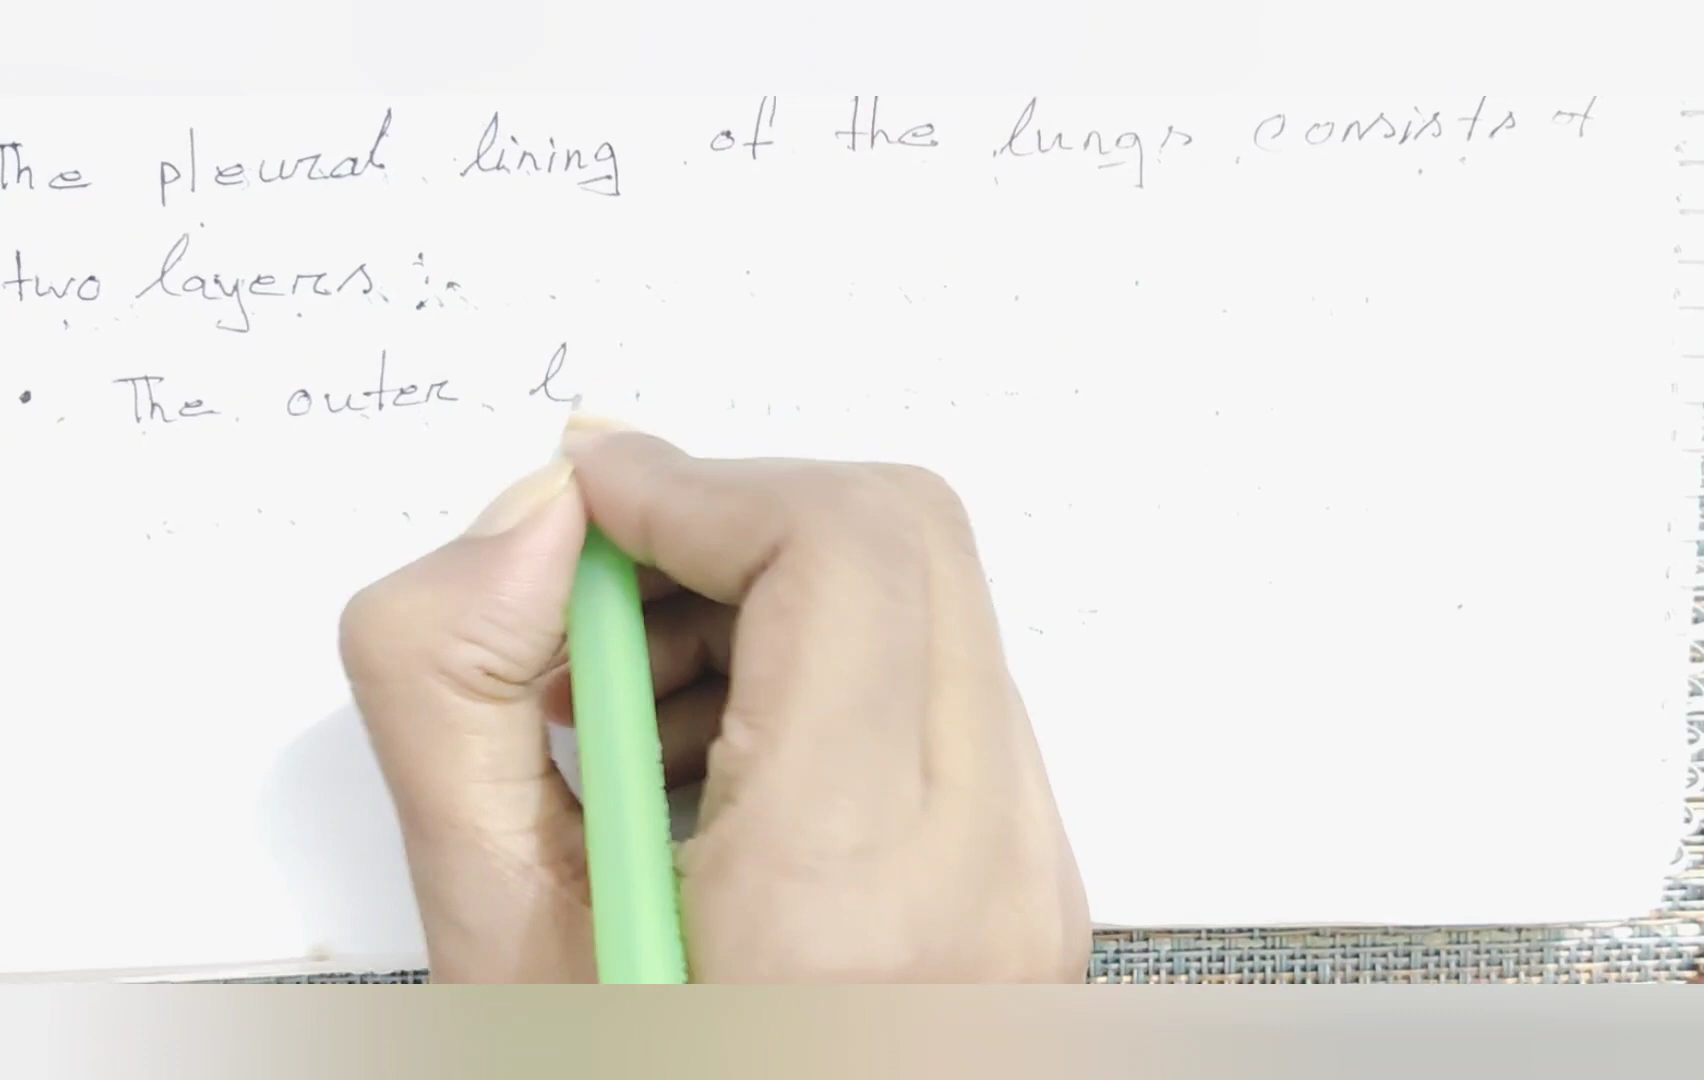 The pleural lining of the lungs consists of
two layers :
• The outer l